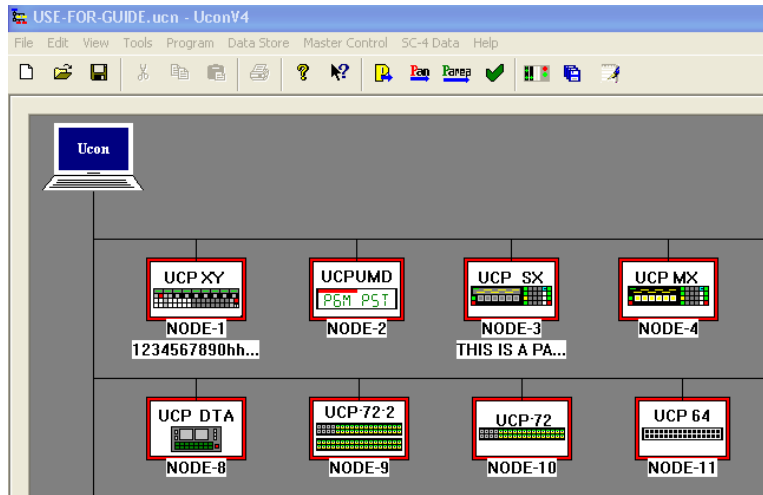 USE-FOR-GUIDE.ucn - UconV4
File Edit View Tools Program Data Store Master Control SC-4 Data Help
Pan Parea
Ucon
UCP XY UCPUMD UCP SX UCP MX
PGM PST
NODE-1 NODE-2 NODE-3 NODE-4
1234567890hh... THIS IS A PA...
UCP DTA UCP-72-2 UCP-72 UCP 64
NODE-8 NODE-9 NODE-10 NODE-11